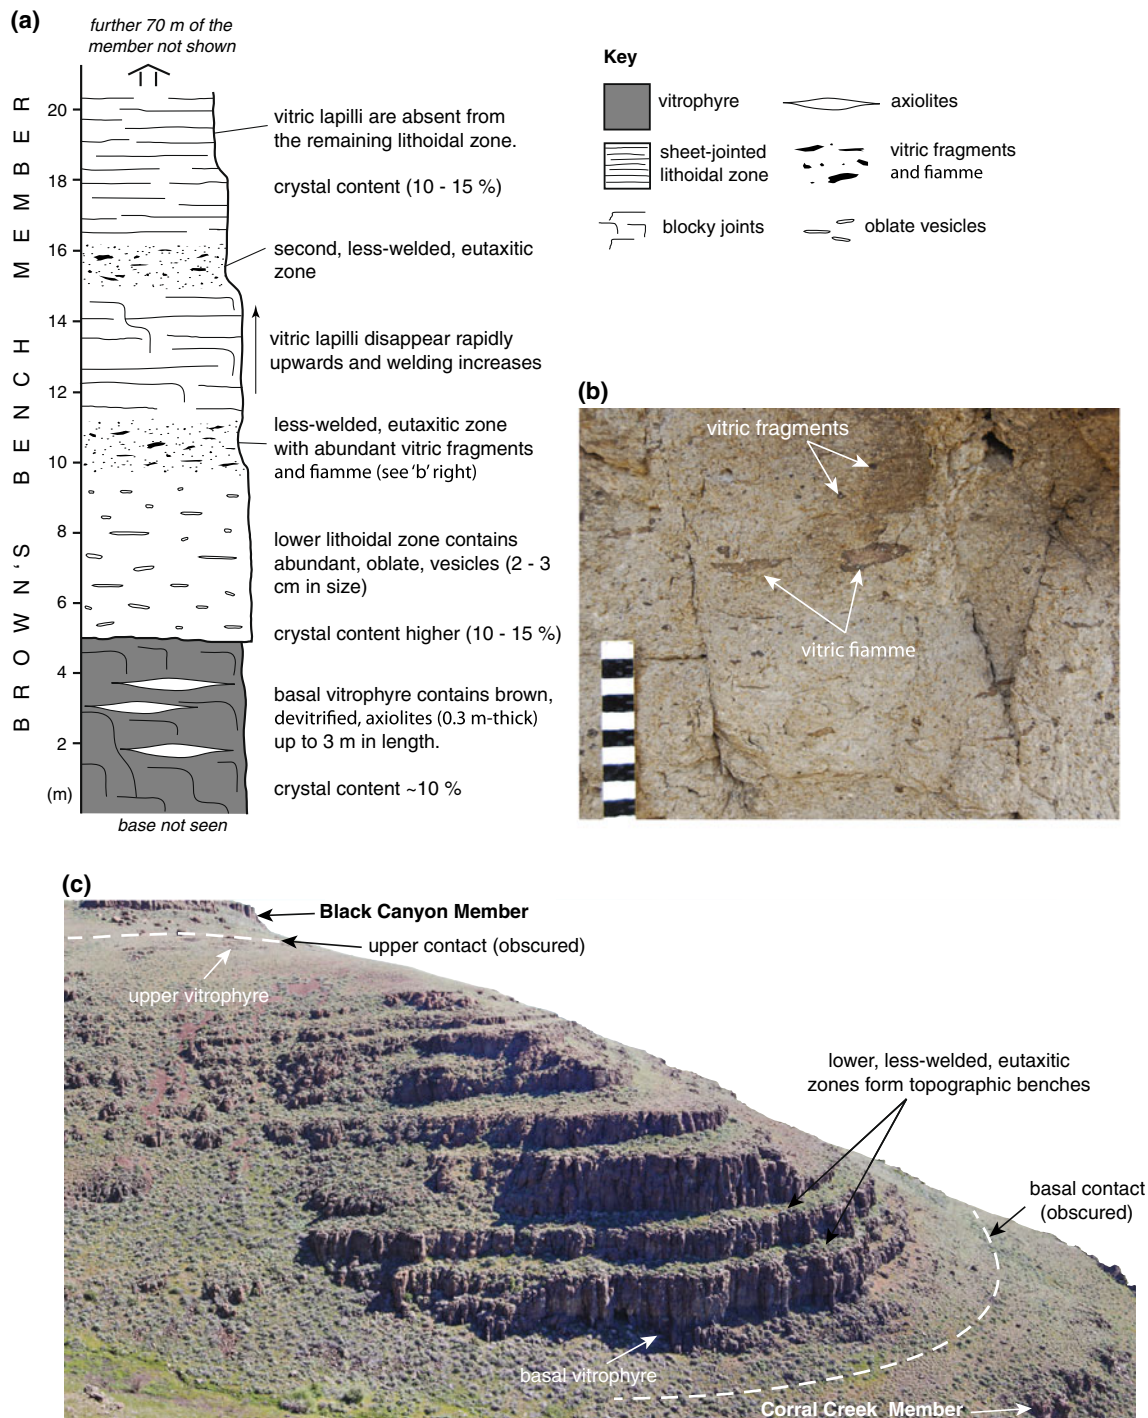 (a)
further 70 m of the
member not shown
BROWN'S BENCH MEMBER
20
18
16
14
12
10
8
6
4
2
(m)
base not seen
vitric lapilli are absent from
the remaining lithoidal zone.
crystal content (10 - 15 %)
second, less-welded, eutaxitic
zone
vitric lapilli disappear rapidly
upwards and welding increases
less-welded, eutaxitic zone
with abundant vitric fragments
and fiamme (see 'b' right)
lower lithoidal zone contains
abundant, oblate, vesicles (2 - 3
cm in size)
crystal content higher (10 - 15 %)
basal vitrophyre contains brown,
devitrified, axiolites (0.3 m-thick)
up to 3 m in length.
crystal content ~10 %
Key
vitrophyre
axiolites
sheet-jointed
lithoidal zone
vitric fragments
and fiamme
blocky joints
oblate vesicles
(b)
vitric fragments
vitric fiamme
(c)
Black Canyon Member
upper contact (obscured)
upper vitrophyre
lower, less-welded, eutaxitic
zones form topographic benches
basal contact
(obscured)
basal vitrophyre
Corral Creek Member